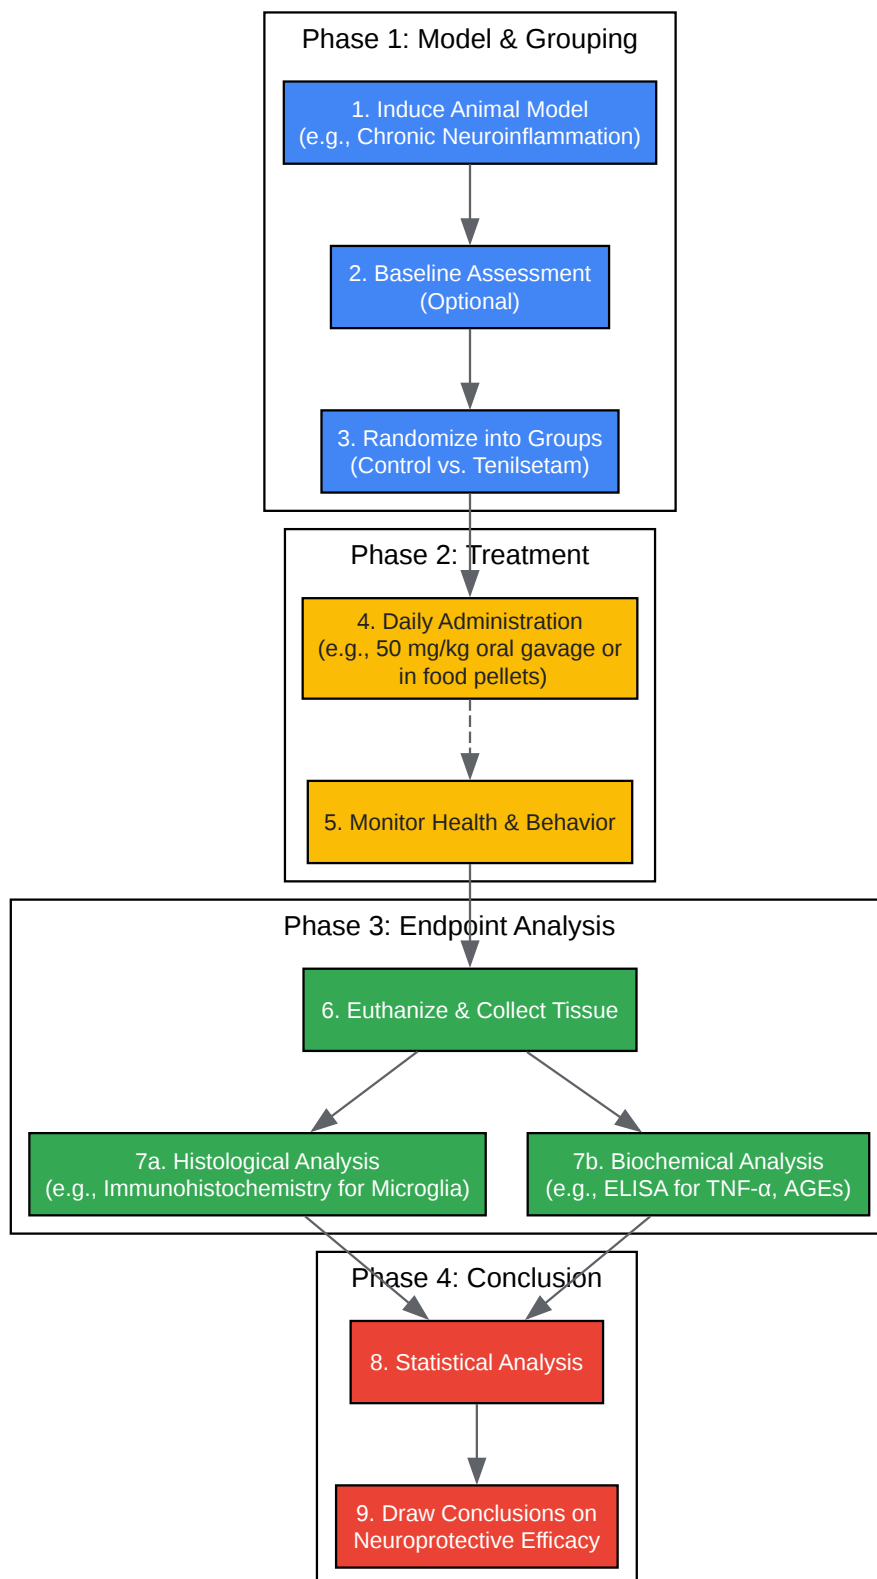 Phase 1: Model & Grouping
1. Induce Animal Model
(e.g., Chronic Neuroinflammation)
2. Baseline Assessment
(Optional)
3. Randomize into Groups
(Control vs. Tenilsetam)
Phase 2: Treatment
4. Daily Administration
(e.g., 50 mg/kg oral gavage or
in food pellets)
5. Monitor Health & Behavior
Phase 3: Endpoint Analysis
6. Euthanize & Collect Tissue
7a. Histological Analysis
(e.g., Immunohistochemistry for Microglia)
7b. Biochemical Analysis
(e.g., ELISA for TNF-α, AGEs)
Phase 4: Conclusion
8. Statistical Analysis
9. Draw Conclusions on
Neuroprotective Efficacy